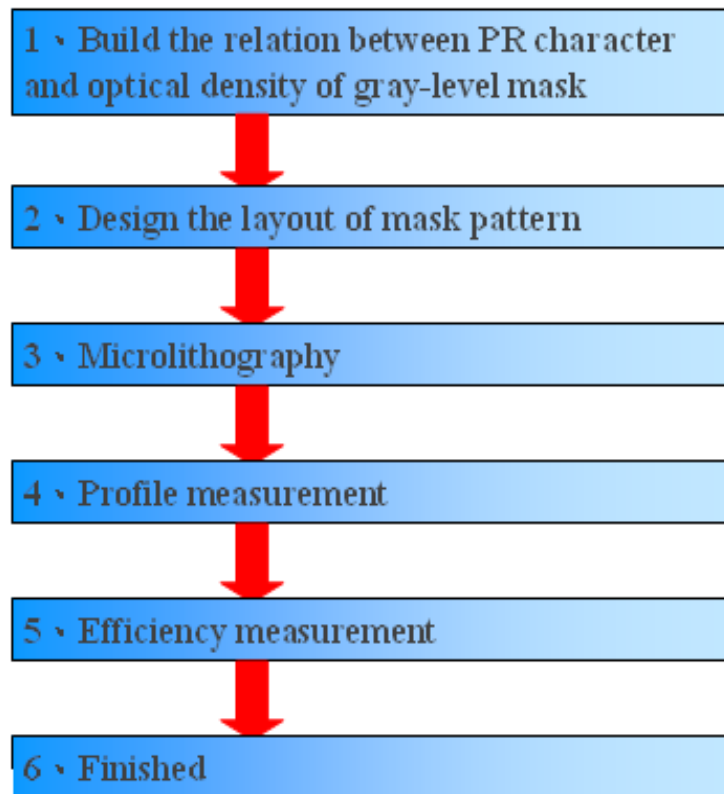 1、Build the relation between PR character
and optical density of gray-level mask
2、Design the layout of mask pattern
3、Microlithography
4、Profile measurement
5、Efficiency measurement
6、Finished